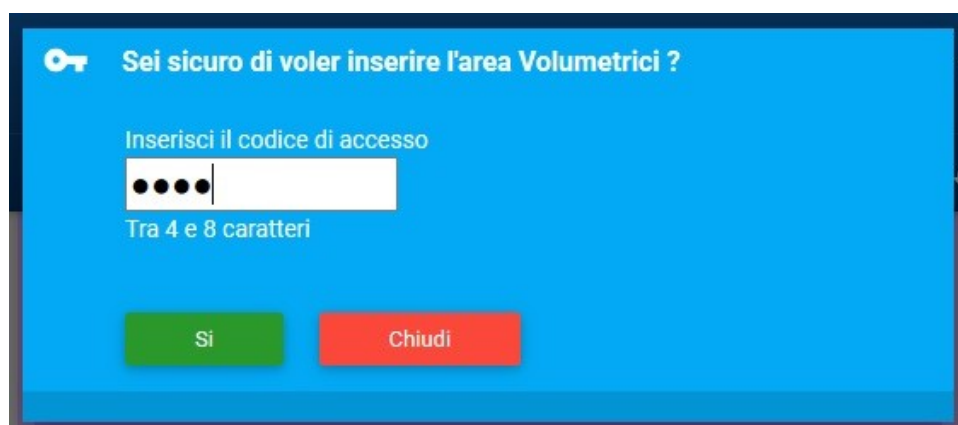 Sei sicuro di voler inserire l'area Volumetrici ?
Inserisci il codice di accesso
●●●●
Tra 4 e 8 caratteri
Si
Chiudi